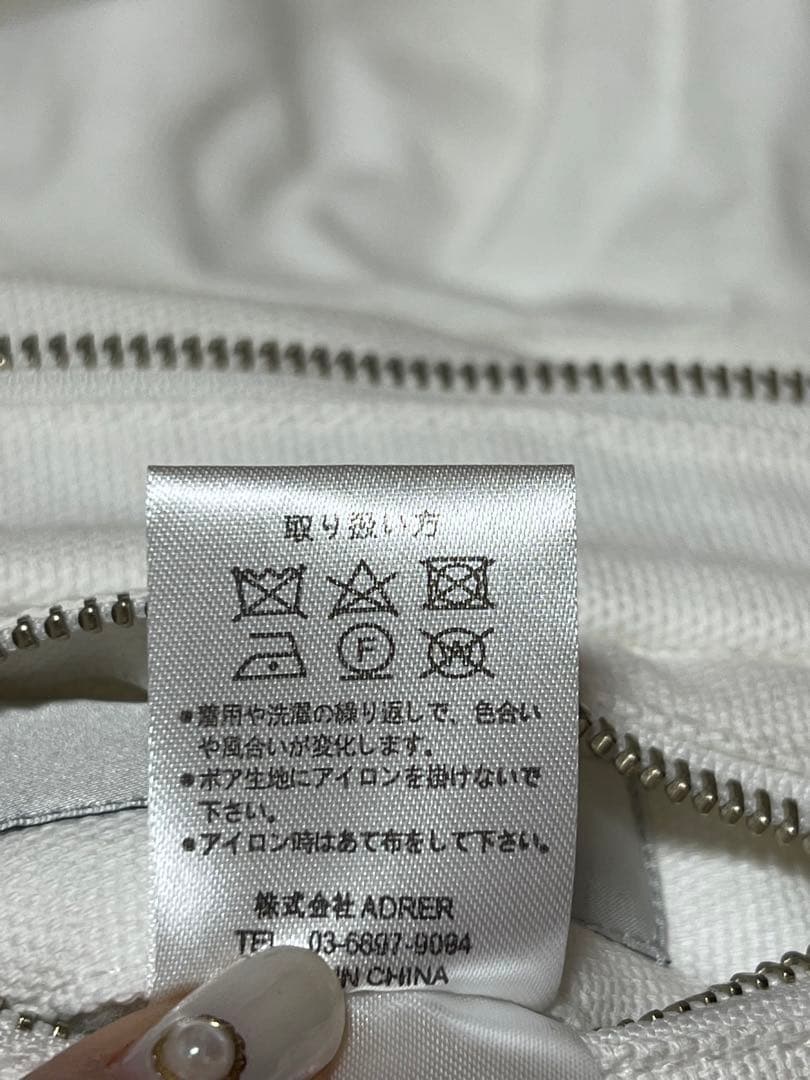 取り扱い方
F
W
●着用や洗濯の繰り返しで、色合い
や風合いが変化します。
●ボア生地にアイロンを掛けないで
下さい。
●アイロン時はあて布をして下さい。
株式会社 ADRER
TEL 03-6697-9094
IN CHINA